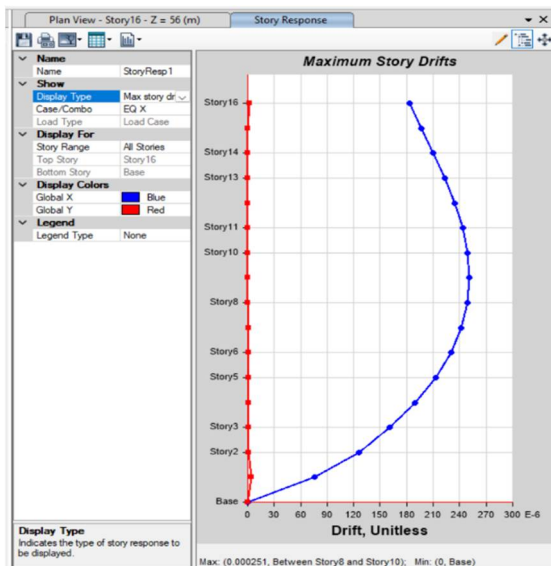 Plan View - Story16 - Z = 56 (m)
Story Response
Name
Name StoryResp1
Show
Display Type Max story dr
Case/Combo EQ X
Load Type Load Case
Display For
Story Range All Stories
Top Story Story16
Bottom Story Base
Display Colors
Global X Blue
Global Y Red
Legend
Legend Type None
Display Type
Indicates the type of story response to
be displayed.
Maximum Story Drifts
Story16
Story14
Story13
Story11
Story10
Story8
Story6
Story5
Story3
Story2
Base
0 30 60 90 120 150 180 210 240 270 300 E-6
Drift, Unitless
Max: (0.000251, Between Story8 and Story10); Min: (0, Base)